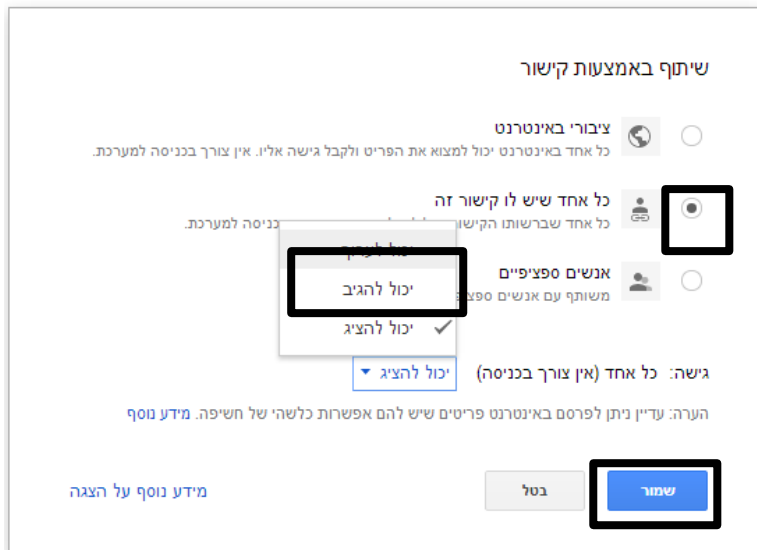 שיתוף באמצעות קישור
ציבורי באינטרנט
כל אחד באינטרנט יכול למצוא את הפריט ולקבל גישה אליו. אין צורך בכניסה למערכת.
כל אחד שיש לו קישור זה
כל אחד שברשותו הקישור כניסה למערכת.
יכול לערוך
אנשים ספציפיים
יכול להגיב
משותף עם אנשים
יכול להציג
גישה: כל אחד (אין צורך בכניסה) יכול להציג
הערה: עדיין ניתן לפרסם באינטרנט פריטים שיש להם אפשרות כלשהי של חשיפה. מידע נוסף
שמור
בטל
מידע נוסף על הצגה